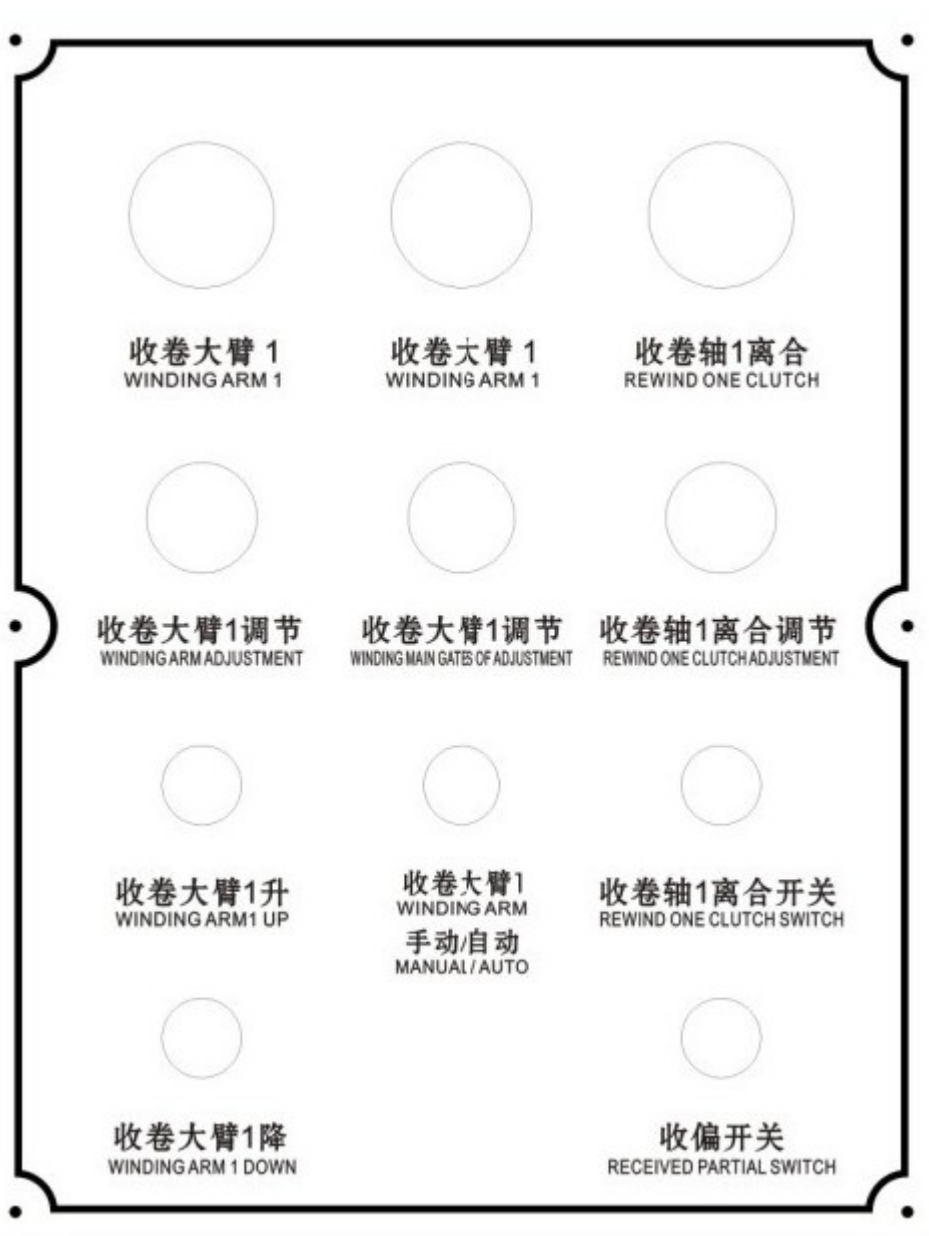 收卷大臂 1
WINDING ARM 1
收卷大臂 1
WINDING ARM 1
收卷轴1离合
REWIND ONE CLUTCH
收卷大臂1调节
WINDING ARM ADJUSTMENT
收卷大臂1调节
WINDING MAIN GATES OF ADJUSTMENT
收卷轴1离合调节
REWIND ONE CLUTCH ADJUSTMENT
收卷大臂1升
WINDING ARM1 UP
收卷大臂1
WINDING ARM
手动/自动
MANUAL / AUTO
收卷轴1离合开关
REWIND ONE CLUTCH SWITCH
收卷大臂1降
WINDING ARM 1 DOWN
收偏开关
RECEIVED PARTIAL SWITCH